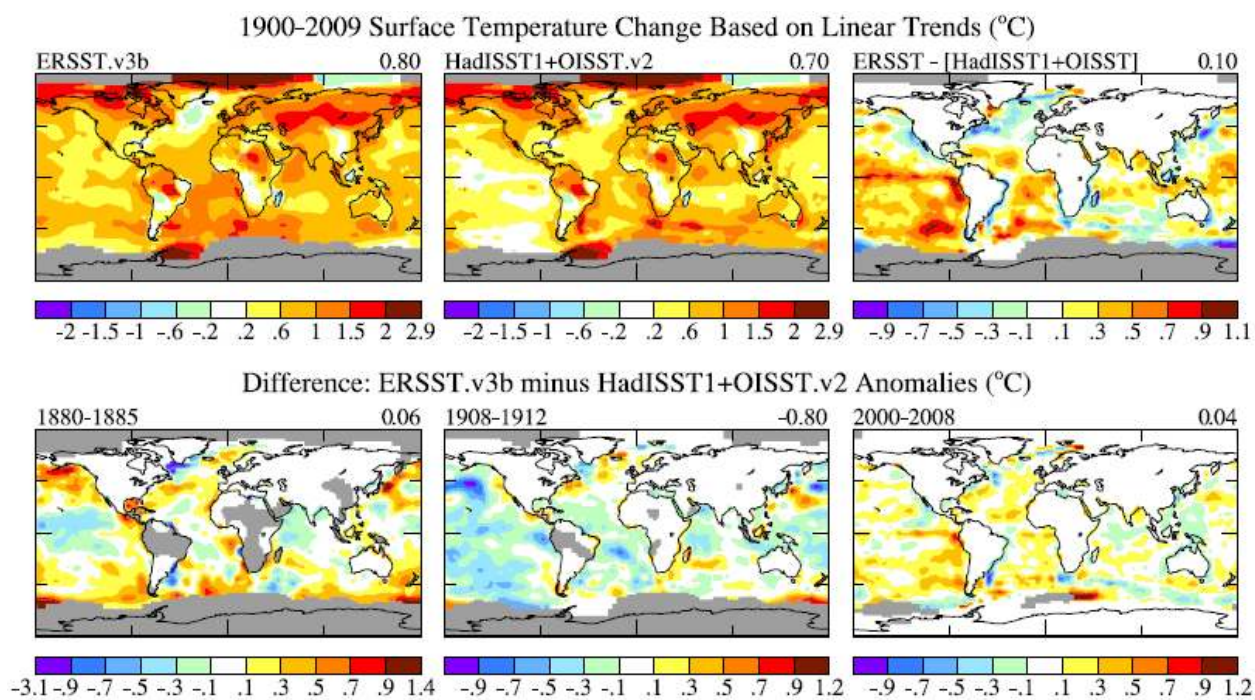 1900-2009 Surface Temperature Change Based on Linear Trends (°C)
ERSST.v3b 0.80 HadISST1+OISST.v2 0.70 ERSST - [HadISST1+OISST] 0.10
-2 -1.5 -1 -.6 -.2 .2 .6 1 1.5 2 2.9 -2 -1.5 -1 -.6 -.2 .2 .6 1 1.5 2 2.9 -.9 -.7 -.5 -.3 -.1 .1 .3 .5 .7 .9 1.1
Difference: ERSST.v3b minus HadISST1+OISST.v2 Anomalies (°C)
1880-1885 0.06 1908-1912 -0.80 2000-2008 0.04
-3.1 -.9 -.7 -.5 -.3 -.1 .1 .3 .5 .7 .9 1.4 -.9 -.7 -.5 -.3 -.1 .1 .3 .5 .7 .9 1.2 -.9 -.7 -.5 -.3 -.1 .1 .3 .5 .7 .9 1.2